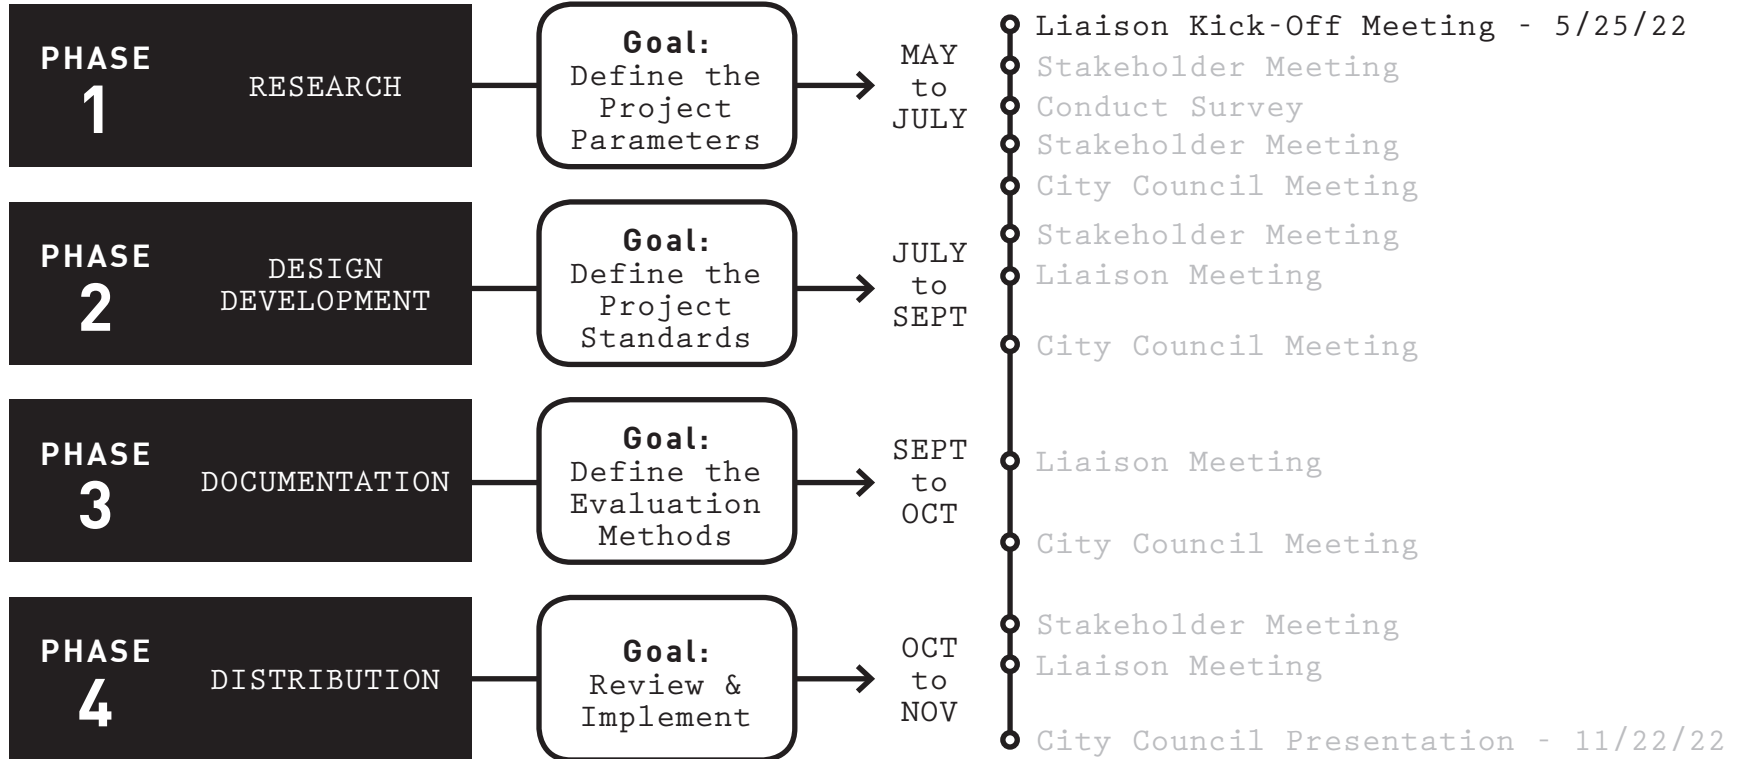 PHASE
1
RESEARCH
Goal:
Define the
Project
Parameters
MAY
to
JULY
Liaison Kick-Off Meeting - 5/25/22
Stakeholder Meeting
Conduct Survey
Stakeholder Meeting
City Council Meeting
PHASE
2
DESIGN
DEVELOPMENT
Goal:
Define the
Project
Standards
JULY
to
SEPT
Stakeholder Meeting
Liaison Meeting
City Council Meeting
PHASE
3
DOCUMENTATION
Goal:
Define the
Evaluation
Methods
SEPT
to
OCT
Liaison Meeting
City Council Meeting
PHASE
4
DISTRIBUTION
Goal:
Review &
Implement
OCT
to
NOV
Stakeholder Meeting
Liaison Meeting
City Council Presentation - 11/22/22